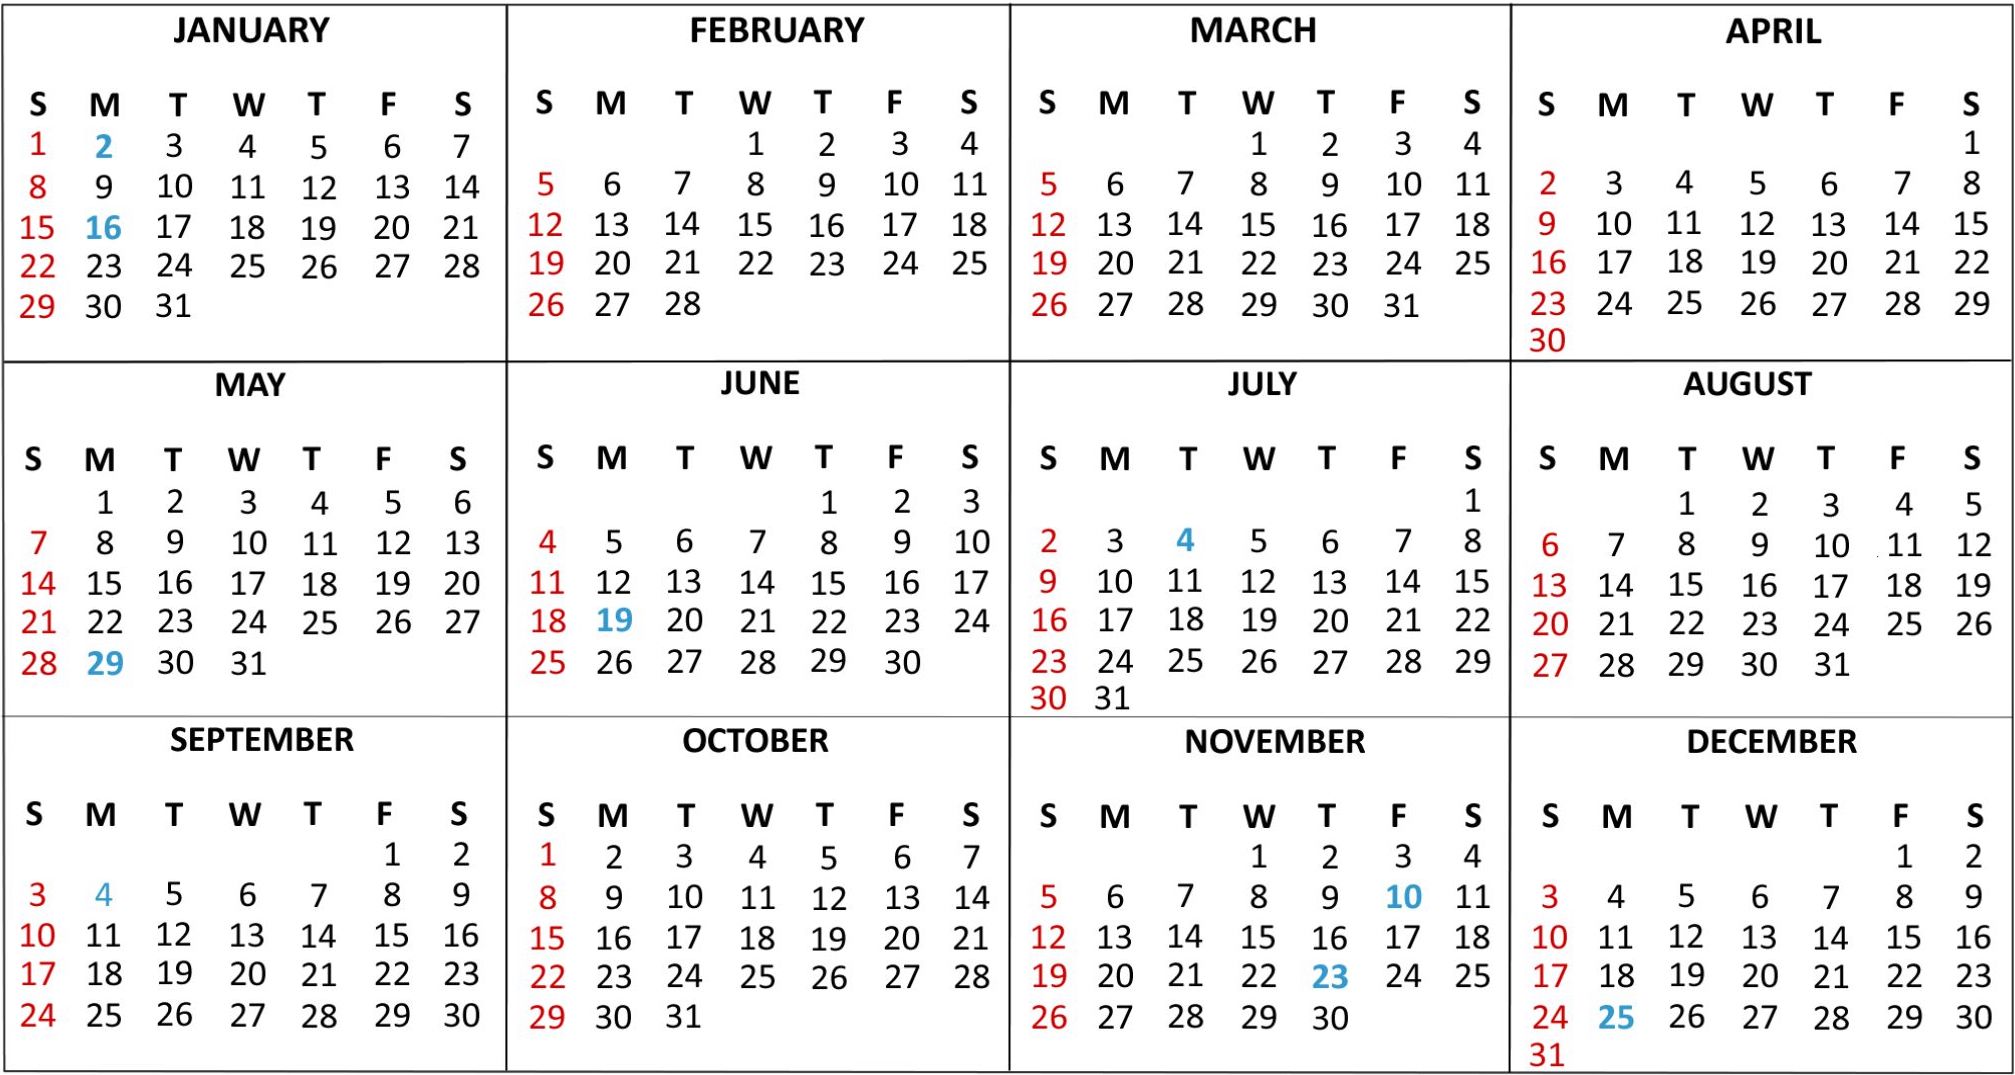 JANUARY
S M T W T F S
1 2 3 4 5 6 7
8 9 10 11 12 13 14
15 16 17 18 19 20 21
22 23 24 25 26 27 28
29 30 31
FEBRUARY
S M T W T F S
1 2 3 4
5 6 7 8 9 10 11
12 13 14 15 16 17 18
19 20 21 22 23 24 25
26 27 28
MARCH
S M T W T F S
1 2 3 4
5 6 7 8 9 10 11
12 13 14 15 16 17 18
19 20 21 22 23 24 25
26 27 28 29 30 31
APRIL
S M T W T F S
1
2 3 4 5 6 7 8
9 10 11 12 13 14 15
16 17 18 19 20 21 22
23 24 25 26 27 28 29
30
MAY
S M T W T F S
1 2 3 4 5 6
7 8 9 10 11 12 13
14 15 16 17 18 19 20
21 22 23 24 25 26 27
28 29 30 31
JUNE
S M T W T F S
1 2 3
4 5 6 7 8 9 10
11 12 13 14 15 16 17
18 19 20 21 22 23 24
25 26 27 28 29 30
JULY
S M T W T F S
1
2 3 4 5 6 7 8
9 10 11 12 13 14 15
16 17 18 19 20 21 22
23 24 25 26 27 28 29
30 31
AUGUST
S M T W T F S
1 2 3 4 5
6 7 8 9 10 11 12
13 14 15 16 17 18 19
20 21 22 23 24 25 26
27 28 29 30 31
SEPTEMBER
S M T W T F S
1 2
3 4 5 6 7 8 9
10 11 12 13 14 15 16
17 18 19 20 21 22 23
24 25 26 27 28 29 30
OCTOBER
S M T W T F S
1 2 3 4 5 6 7
8 9 10 11 12 13 14
15 16 17 18 19 20 21
22 23 24 25 26 27 28
29 30 31
NOVEMBER
S M T W T F S
1 2 3 4
5 6 7 8 9 10 11
12 13 14 15 16 17 18
19 20 21 22 23 24 25
26 27 28 29 30
DECEMBER
S M T W T F S
1 2
3 4 5 6 7 8 9
10 11 12 13 14 15 16
17 18 19 20 21 22 23
24 25 26 27 28 29 30
31